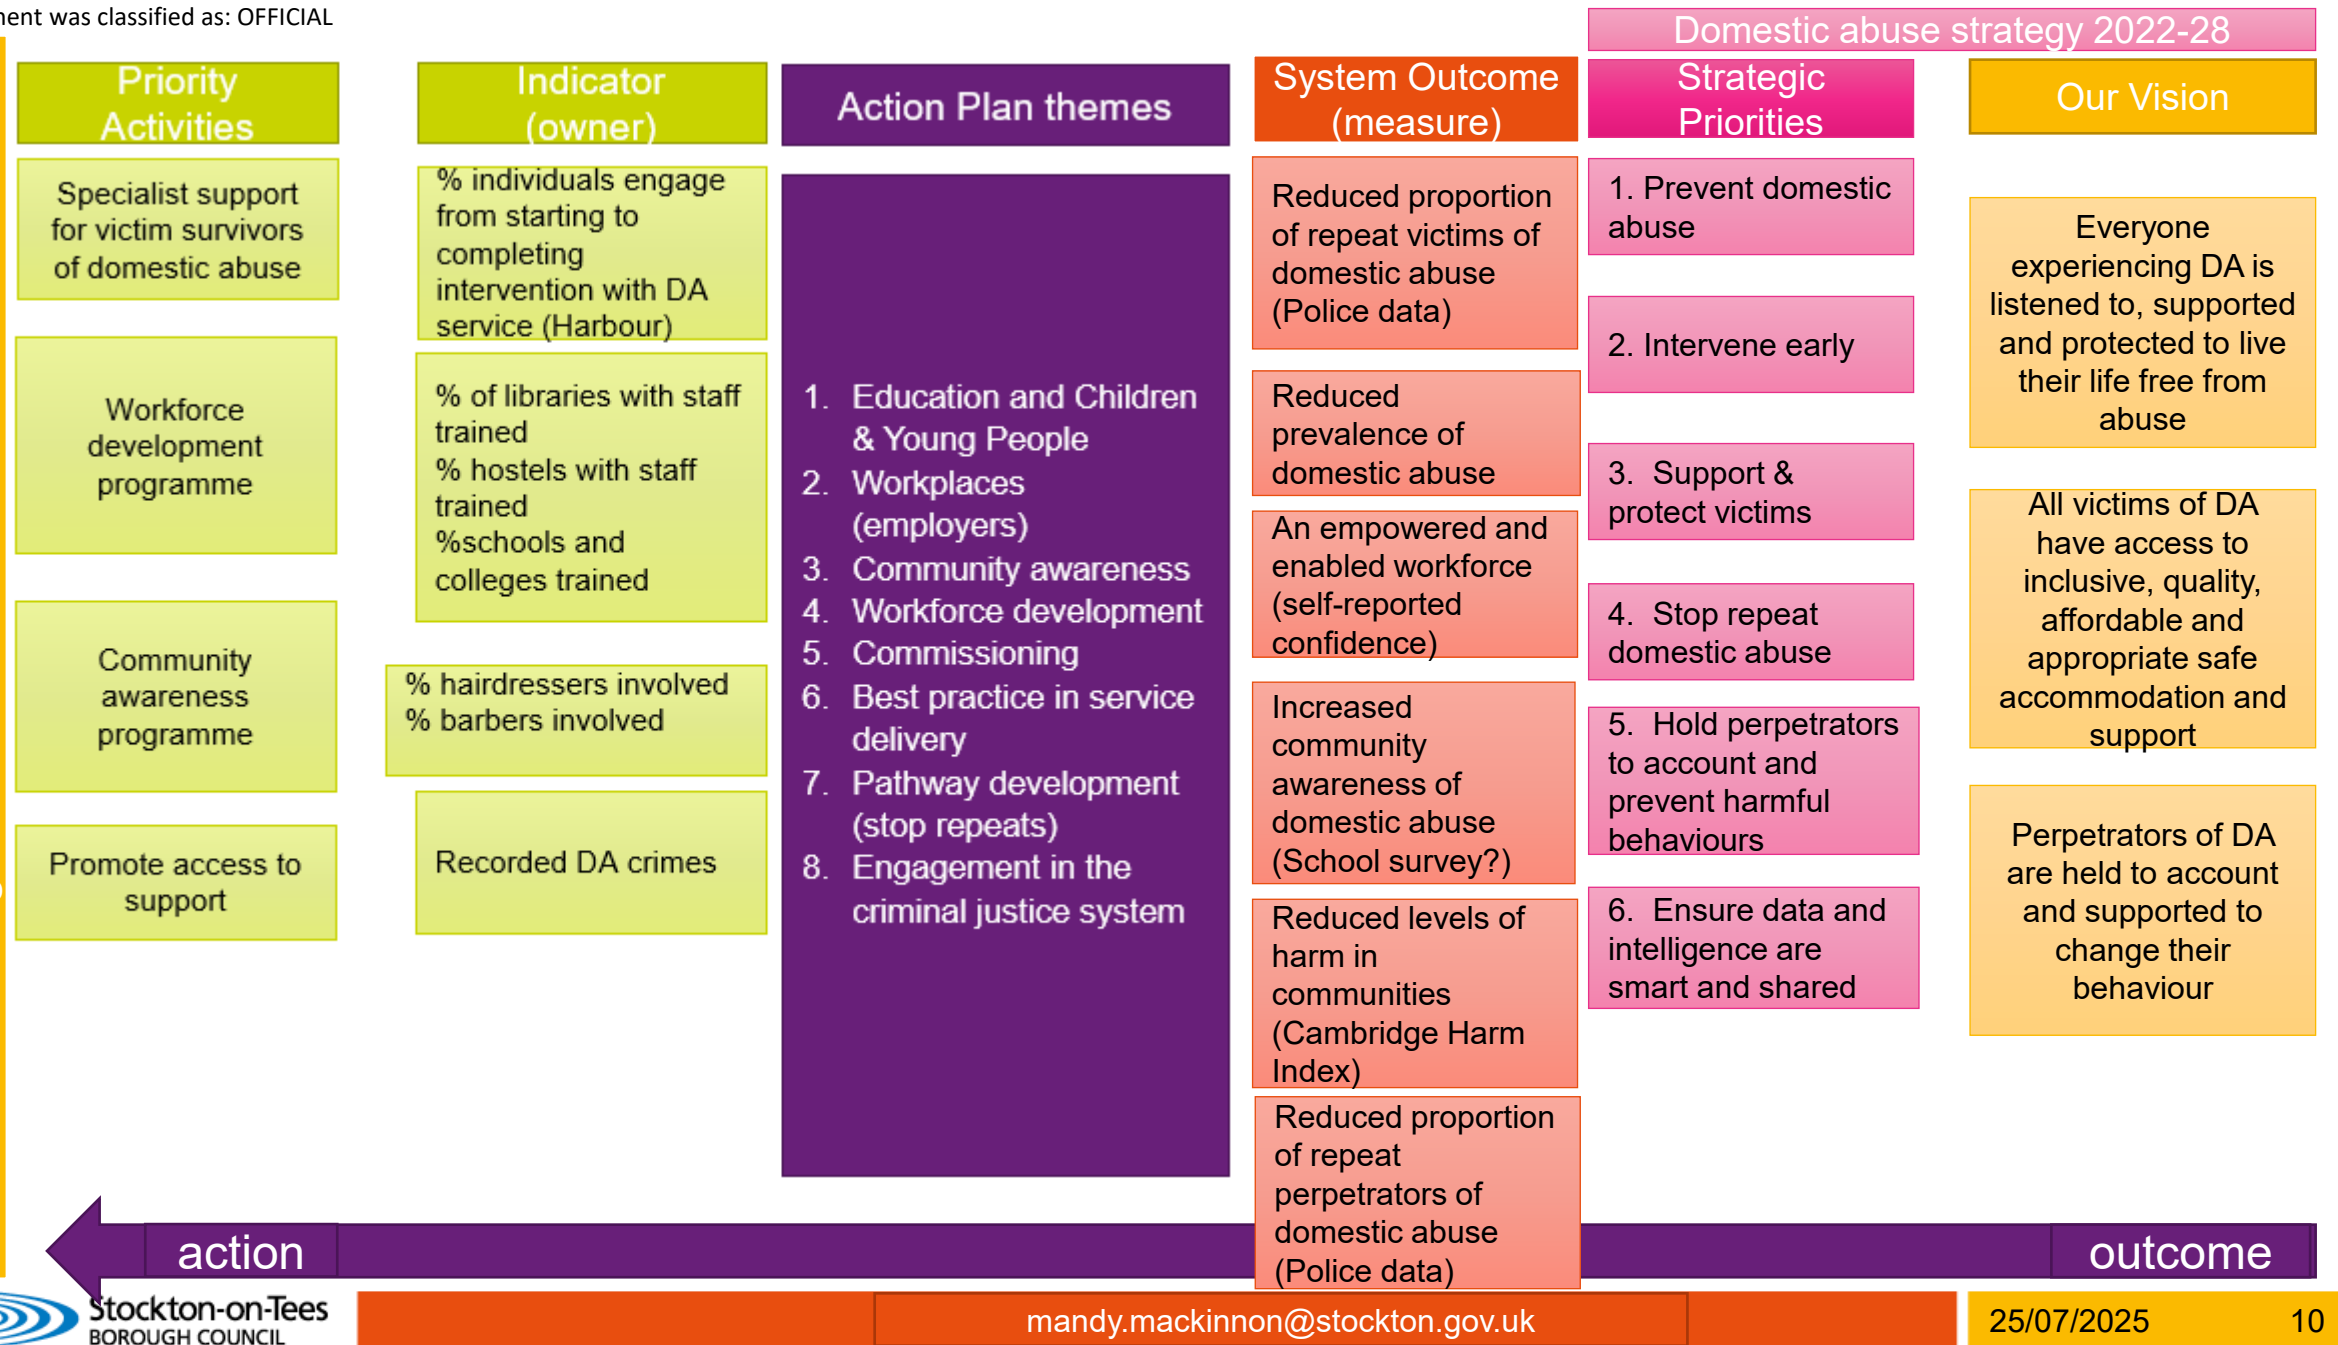 ment was classified as: OFFICIAL
Domestic abuse strategy 2022-28
Priority
Activities
Specialist support
for victim survivors
of domestic abuse
Workforce
development
programme
Community
awareness
programme
Promote access to
support
Indicator
(owner)
% individuals engage
from starting to
completing
intervention with DA
service (Harbour)
% of libraries with staff
trained
% hostels with staff
trained
%schools and
colleges trained
% hairdressers involved
% barbers involved
Recorded DA crimes
Action Plan themes
1. Education and Children
& Young People
2. Workplaces
(employers)
3. Community awareness
4. Workforce development
5. Commissioning
6. Best practice in service
delivery
7. Pathway development
(stop repeats)
8. Engagement in the
criminal justice system
System Outcome
(measure)
Reduced proportion
of repeat victims of
domestic abuse
(Police data)
Reduced
prevalence of
domestic abuse
An empowered and
enabled workforce
(self-reported
confidence)
Increased
community
awareness of
domestic abuse
(School survey?)
Reduced levels of
harm in
communities
(Cambridge Harm
Index)
Reduced proportion
of repeat
perpetrators of
domestic abuse
(Police data)
Strategic
Priorities
1. Prevent domestic
abuse
2. Intervene early
3. Support &
protect victims
4. Stop repeat
domestic abuse
5. Hold perpetrators
to account and
prevent harmful
behaviours
6. Ensure data and
intelligence are
smart and shared
Our Vision
Everyone
experiencing DA is
listened to, supported
and protected to live
their life free from
abuse
All victims of DA
have access to
inclusive, quality,
affordable and
appropriate safe
accommodation and
support
Perpetrators of DA
are held to account
and supported to
change their
behaviour
action
outcome
Stockton-on-Tees
BOROUGH COUNCIL
mandy.mackinnon@stockton.gov.uk
25/07/2025
10